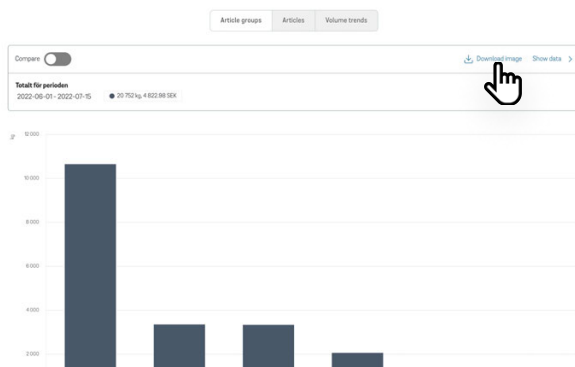 Article groups Articles Volume trends
Compare Download image Show data
Totalt för perioden
2022-06-01 - 2022-07-15 20 752 kg, 4 822.98 SEK
12 000
10 000
8 000
6 000
4 000
2 000